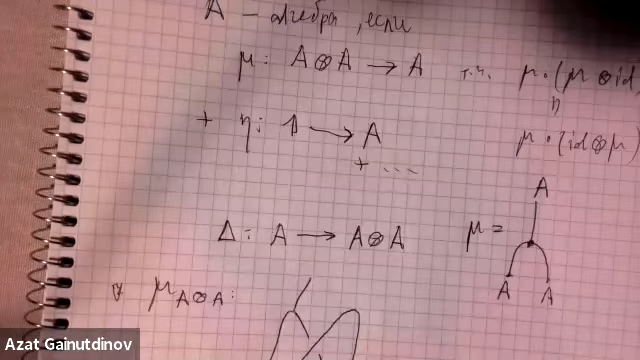 A – алгебра, если
μ: A⊗A → A т.ч. μ∘(μ⊗id
+ η: 1 → A
μ∘(id⊗μ)
+ ...
Δ: A → A⊗A μ =
A
A A
∀ μ_{A⊗A}:
Azat Gainutdinov